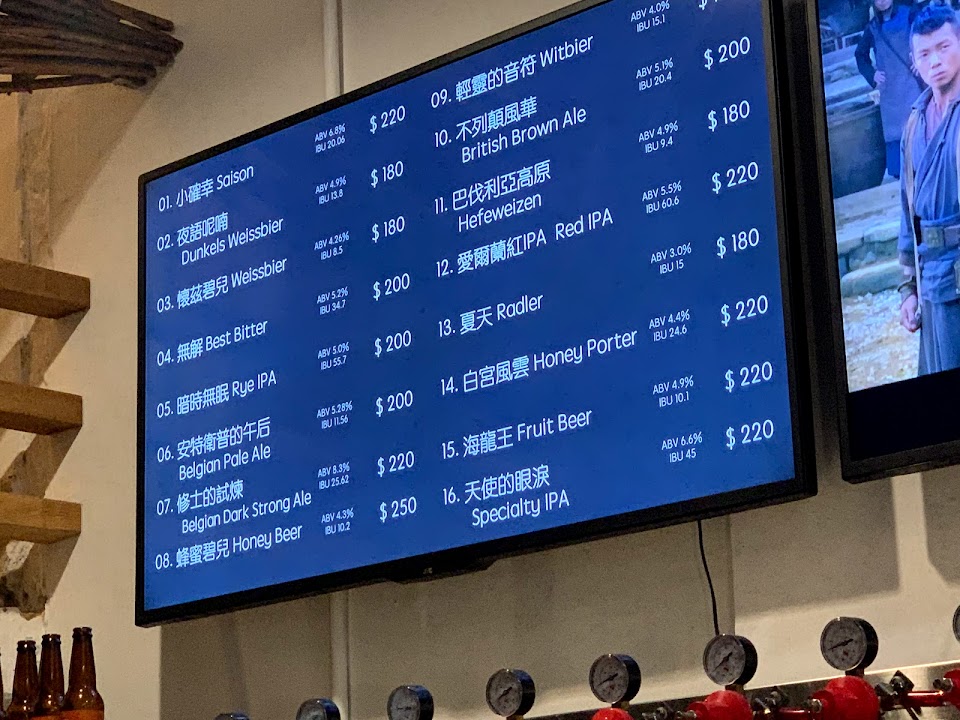 01. 小確幸 Saison
ABV 6.8%
IBU 20.06
$ 220
02. 夜語呢喃
Dunkels Weissbier
ABV 4.9%
IBU 13.8
$ 180
03. 懷茲碧兒 Weissbier
ABV 4.26%
IBU 8.5
$ 180
04. 無解 Best Bitter
ABV 5.2%
IBU 34.7
$ 200
05. 暗時無眠 Rye IPA
ABV 5.0%
IBU 55.7
$ 200
06. 安特衛普的午后
Belgian Pale Ale
ABV 5.28%
IBU 11.56
$ 200
07. 修士的試煉
Belgian Dark Strong Ale
ABV 8.3%
IBU 25.62
$ 220
08. 蜂蜜碧兒 Honey Beer
ABV 4.3%
IBU 10.2
$ 250
09. 輕靈的音符 Witbier
ABV 4.0%
IBU 15.1
10. 不列顛風華
British Brown Ale
ABV 5.1%
IBU 20.4
$ 200
11. 巴伐利亞高原
Hefeweizen
ABV 4.9%
IBU 9.4
$ 180
12. 愛爾蘭紅IPA Red IPA
ABV 5.5%
IBU 60.6
$ 220
13. 夏天 Radler
ABV 3.0%
IBU 15
$ 180
14. 白宮風雲 Honey Porter
ABV 4.4%
IBU 24.6
$ 220
15. 海龍王 Fruit Beer
ABV 4.9%
IBU 10.1
$ 220
16. 天使的眼淚
Specialty IPA
ABV 6.6%
IBU 45
$ 220